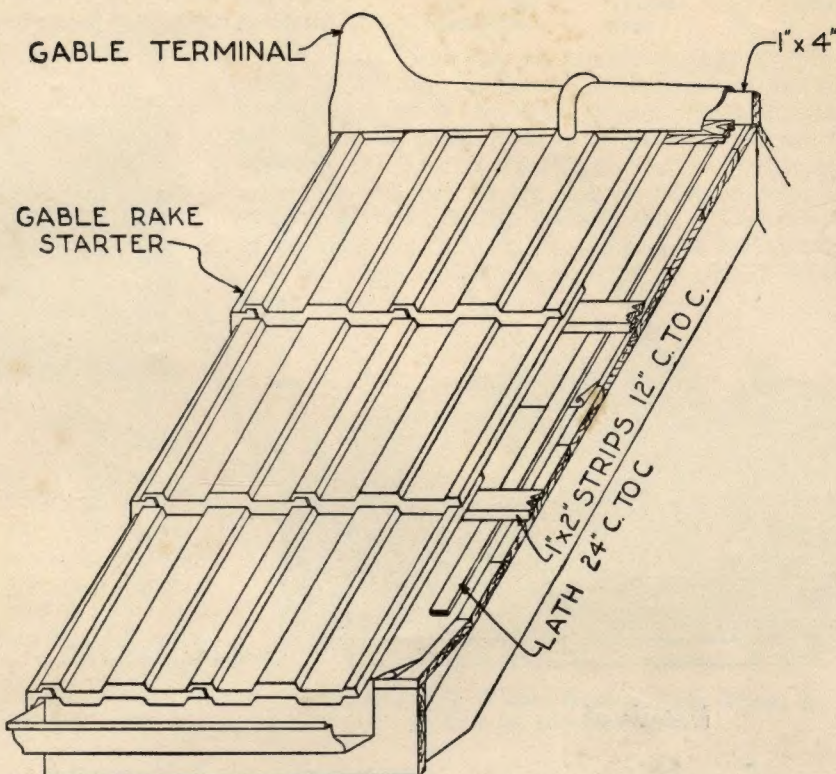 GABLE TERMINAL
1"x 4"
GABLE RAKE
STARTER
1"x2" STRIPS 12" C. TO C.
LATH 24" C. TO C